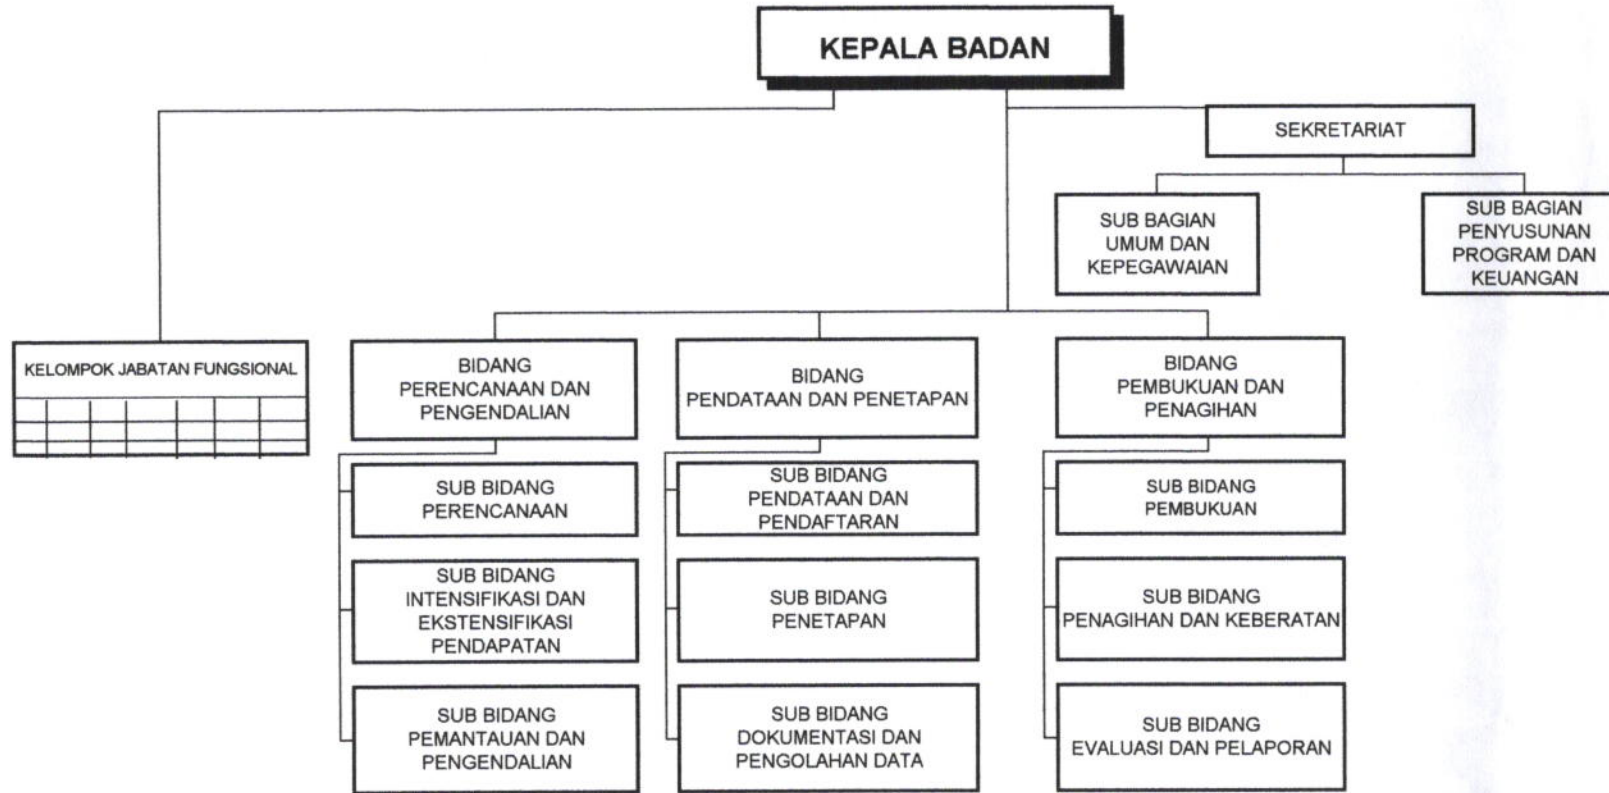 KEPALA BADAN
SEKRETARIAT
SUB BAGIAN
UMUM DAN
KEPEGAWAIAN
SUB BAGIAN
PENYUSUNAN
PROGRAM DAN
KEUANGAN
KELOMPOK JABATAN FUNGSIONAL
BIDANG
PERENCANAAN DAN
PENGENDALIAN
BIDANG
PENDATAAN DAN PENETAPAN
BIDANG
PEMBUKUAN DAN
PENAGIHAN
SUB BIDANG
PERENCANAAN
SUB BIDANG
PENDATAAN DAN
PENDAFTARAN
SUB BIDANG
PEMBUKUAN
SUB BIDANG
INTENSIFIKASI DAN
EKSTENSIFIKASI
PENDAPATAN
SUB BIDANG
PENETAPAN
SUB BIDANG
PENAGIHAN DAN KEBERATAN
SUB BIDANG
PEMANTAUAN DAN
PENGENDALIAN
SUB BIDANG
DOKUMENTASI DAN
PENGOLAHAN DATA
SUB BIDANG
EVALUASI DAN PELAPORAN